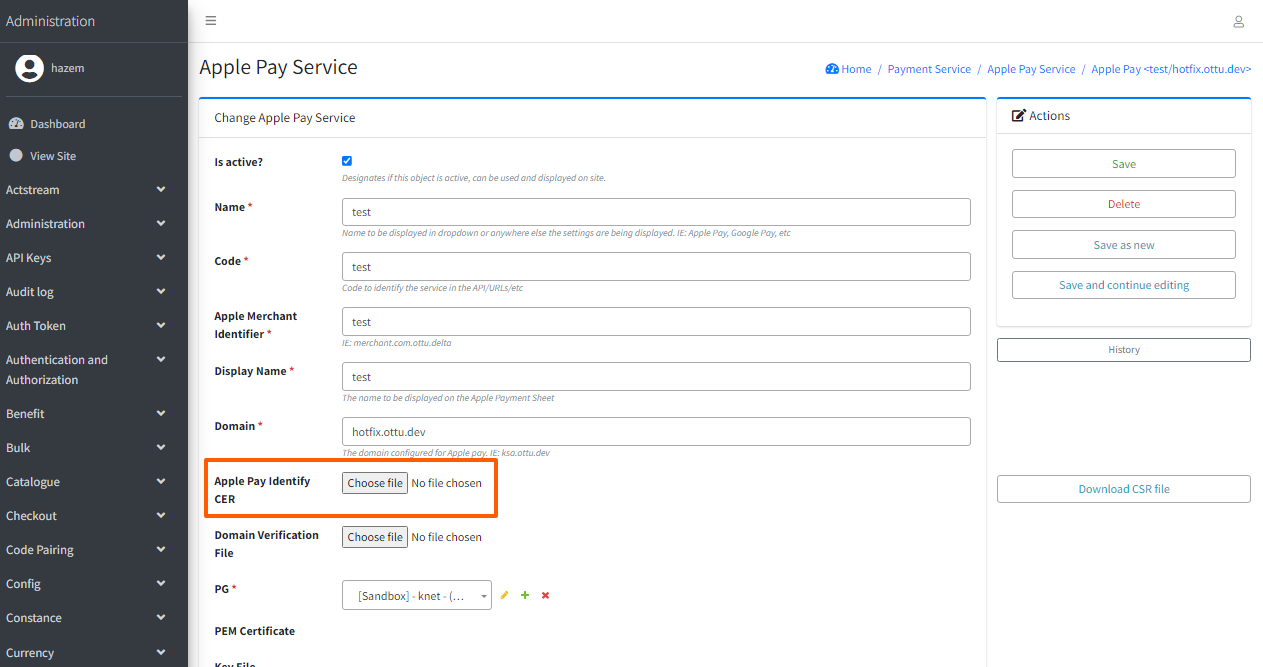 Administration
hazem
Dashboard
View Site
Actstream
Administration
API Keys
Audit log
Auth Token
Authentication and
Authorization
Benefit
Bulk
Catalogue
Checkout
Code Pairing
Config
Constance
Currency
Apple Pay Service
Home / Payment Service / Apple Pay Service / Apple Pay <test/hotfix.ottu.dev>
Change Apple Pay Service
Is active?
Designates if this object is active, can be used and displayed on site.
Name *
test
Name to be displayed in dropdown or anywhere else the settings are being displayed. IE: Apple Pay, Google Pay, etc
Code *
test
Code to identify the service in the API/URLs/etc
Apple Merchant
Identifier *
test
IE: merchant.com.ottu.delta
Display Name *
test
The name to be displayed on the Apple Payment Sheet
Domain *
hotfix.ottu.dev
The domain configured for Apple pay. IE: ksa.ottu.dev
Apple Pay Identify
CER
Choose file No file chosen
Domain Verification
File
Choose file No file chosen
PG *
[Sandbox] - knet - (...
PEM Certificate
Key File
Actions
Save
Delete
Save as new
Save and continue editing
History
Download CSR file